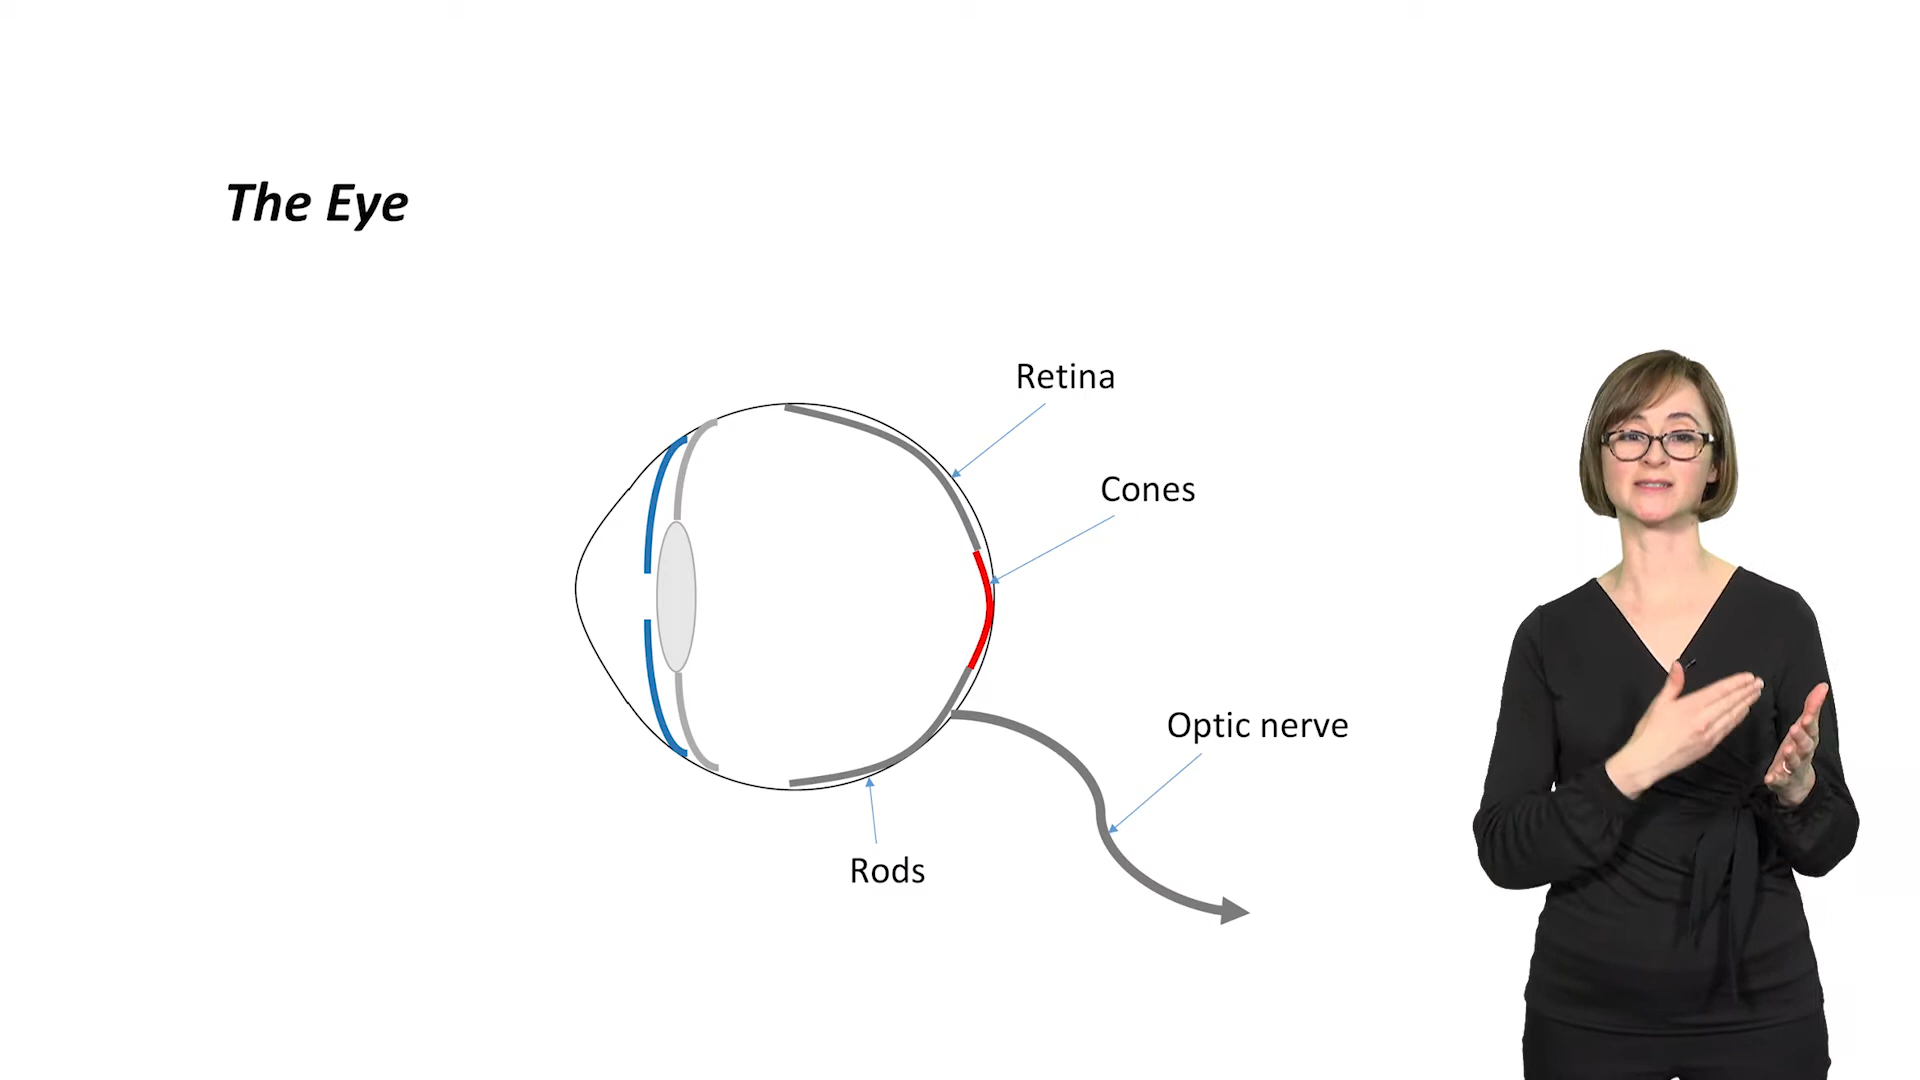 The Eye
Retina
Cones
Optic nerve
Rods